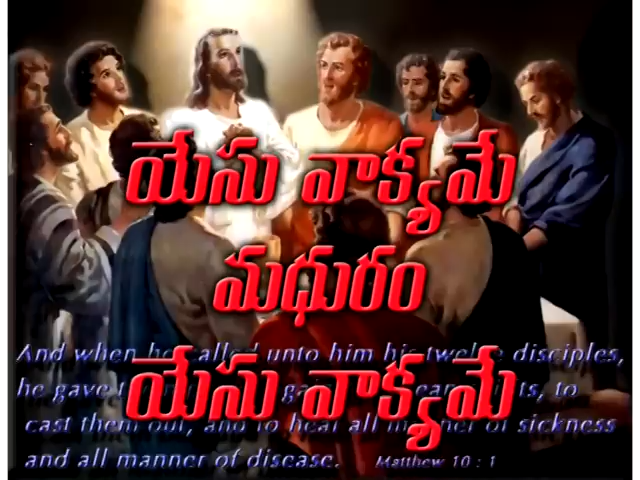 యేసు వాక్యమే
మధురం
And when he called unto him his twelve disciples,
he gave to
యేసు వాక్యమే
cast them out, and to heal all manner of sickness
and all manner of disease. Matthew 10 : 1